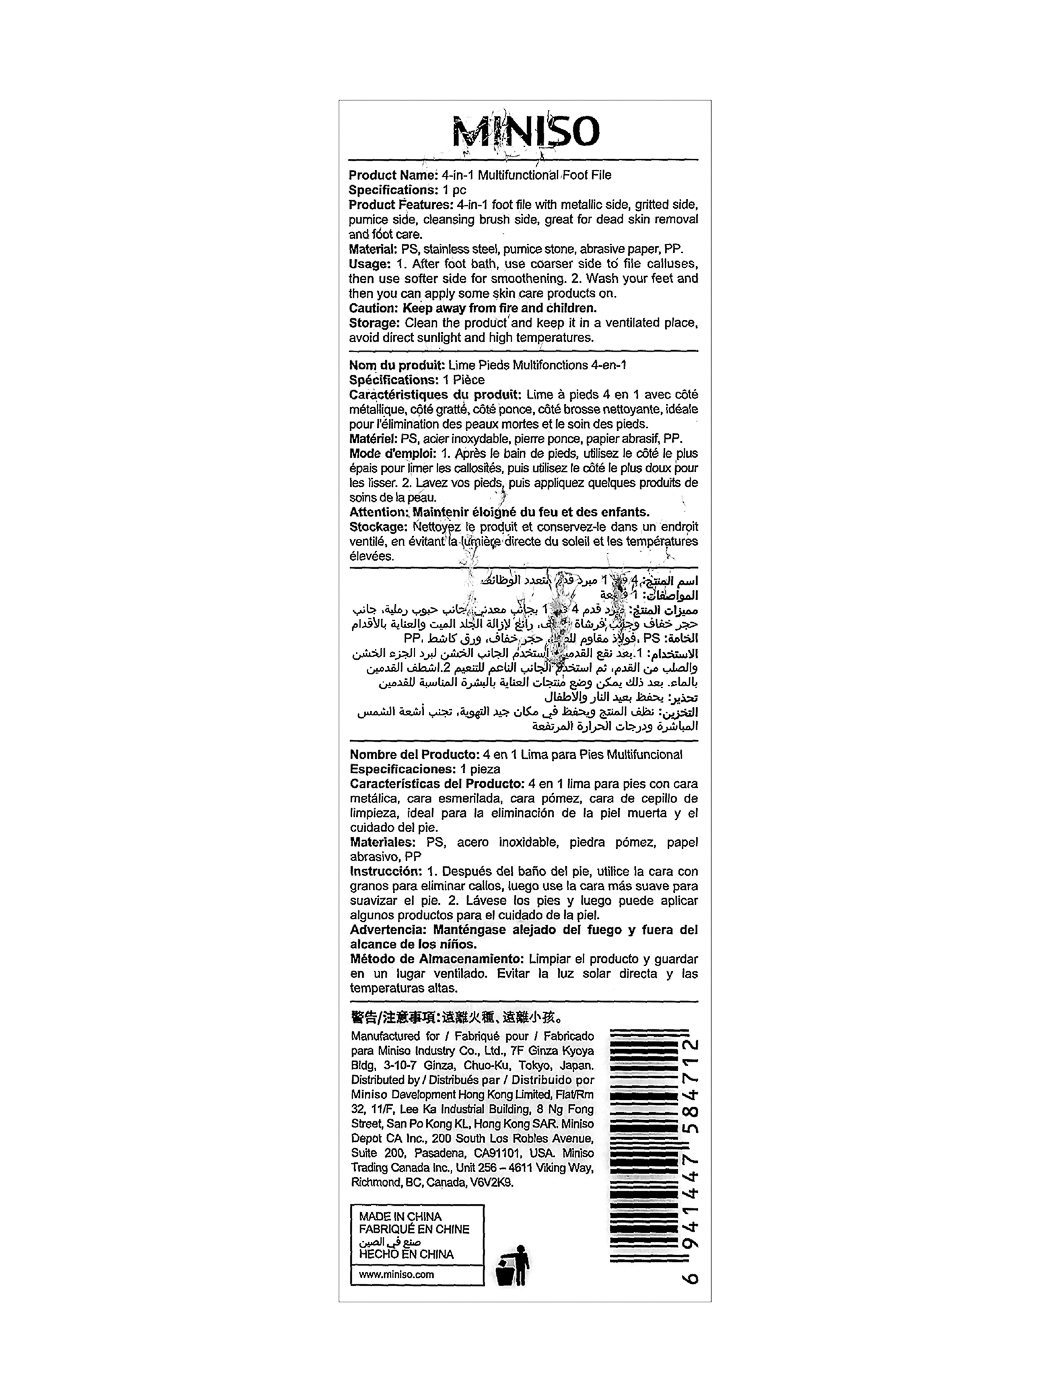 MINISO
Product Name: 4-in-1 Multifunctional Foot File
Specifications: 1 pc
Product Features: 4-in-1 foot file with metallic side, gritted side,
pumice side, cleansing brush side, great for dead skin removal
and foot care.
Material: PS, stainless steel, pumice stone, abrasive paper, PP.
Usage: 1. After foot bath, use coarser side to file calluses,
then use softer side for smoothening. 2. Wash your feet and
then you can apply some skin care products on.
Caution: Keep away from fire and children.
Storage: Clean the product and keep it in a ventilated place,
avoid direct sunlight and high temperatures.
Nom du produit: Lime Pieds Multifonctions 4-en-1
Spécifications: 1 Pièce
Caractéristiques du produit: Lime à pieds 4 en 1 avec côté
métallique, côté gratté, côté ponce, côté brosse nettoyante, idéale
pour l'élimination des peaux mortes et le soin des pieds.
Matériel: PS, acier inoxydable, pierre ponce, papier abrasif, PP.
Mode d'emploi: 1. Après le bain de pieds, utilisez le côté le plus
épais pour limer les callosités, puis utilisez le côté le plus doux pour
les lisser. 2. Lavez vos pieds, puis appliquez quelques produits de
soins de la peau.
Attention: Maintenir éloigné du feu et des enfants.
Stockage: Nettoyez le produit et conservez-le dans un endroit
ventilé, en évitant la lumière directe du soleil et les températures
élevées.
اسم المنتج: 4 في 1 مبرد قدم متعدد الوظائف
المواصفات: 1 قطعة
مميزات المنتج: مبرد قدم 4 في 1 بجانب معدني، جانب حبوب رملية، جانب
حجر خفاف وجانب فرشاة رائع لإزالة الجلد الميت والعناية بالأقدام
الخامة: PS، فولاذ مقاوم حجر خفاف، ورق كاشط، PP
الاستخدام: 1.بعد نقع القدمين استخدم الجانب الخشن لبرد الجزء الخشن
والصلب من القدم، ثم استخدم الجانب الناعم للتنعيم 2.اشطف القدمين
بالماء. بعد ذلك يمكن وضع منتجات العناية بالبشرة المناسبة للقدمين
تحذير: يحفظ بعيد النار والاطفال
التخزين: نظف المنتج ويحفظ في مكان جيد التهوية، تجنب أشعة الشمس
المباشرة ودرجات الحرارة المرتفعة
Nombre del Producto: 4 en 1 Lima para Pies Multifuncional
Especificaciones: 1 pieza
Características del Producto: 4 en 1 lima para pies con cara
metálica, cara esmerilada, cara pómez, cara de cepillo de
limpieza, ideal para la eliminación de la piel muerta y el
cuidado del pie.
Materiales: PS, acero inoxidable, piedra pómez, papel
abrasivo, PP
Instrucción: 1. Después del baño del pie, utilice la cara con
granos para eliminar callos, luego use la cara más suave para
suavizar el pie. 2. Lávese los pies y luego puede aplicar
algunos productos para el cuidado de la piel.
Advertencia: Manténgase alejado del fuego y fuera del
alcance de los niños.
Método de Almacenamiento: Limpiar el producto y guardar
en un lugar ventilado. Evitar la luz solar directa y las
temperaturas altas.
警告/注意事項:遠離火種、遠離小孩。
Manufactured for / Fabriqué pour / Fabricado
para Miniso Industry Co., Ltd., 7F Ginza Kyoya
Bldg, 3-10-7 Ginza, Chuo-Ku, Tokyo, Japan.
Distributed by / Distribués par / Distribuido por
Miniso Development Hong Kong Limited, Flat/Rm
32, 11/F, Lee Ka Industrial Building, 8 Ng Fong
Street, San Po Kong KL, Hong Kong SAR. Miniso
Depot CA Inc., 200 South Los Robles Avenue,
Suite 200, Pasadena, CA91101, USA. Miniso
Trading Canada Inc., Unit 256 – 4611 Viking Way,
Richmond, BC, Canada, V6V2K9.
MADE IN CHINA
FABRIQUÉ EN CHINE
صنع في الصين
HECHO EN CHINA
www.miniso.com
6 941447 584712